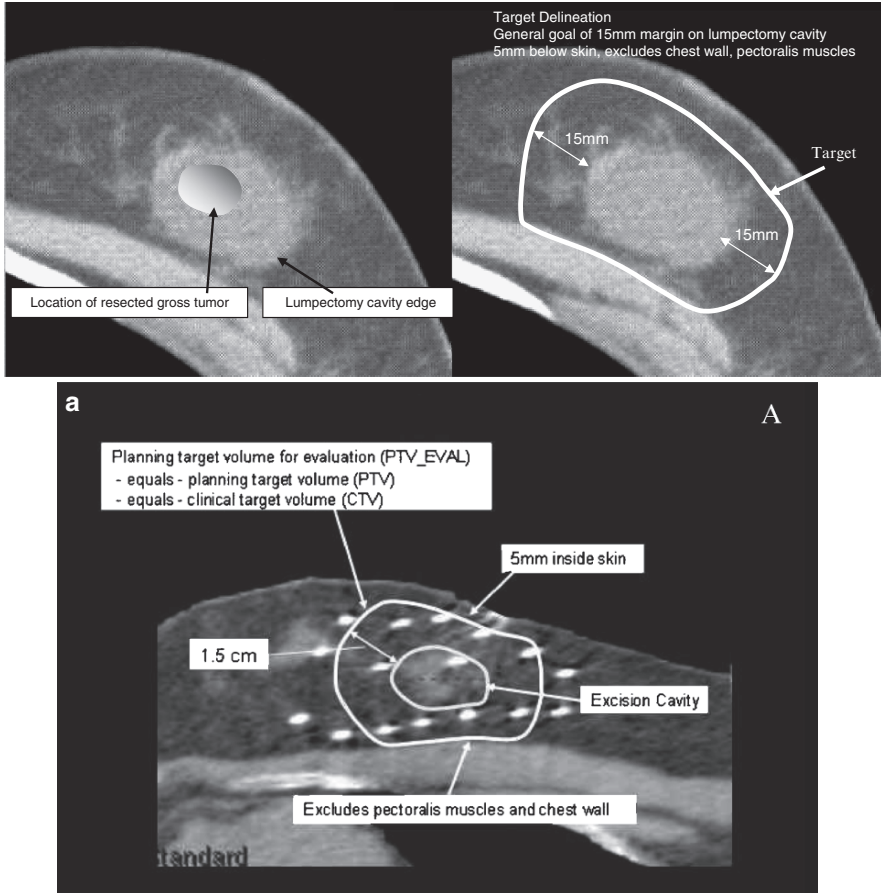 Target Delineation
General goal of 15mm margin on lumpectomy cavity
5mm below skin, excludes chest wall, pectoralis muscles
15mm
Target
15mm
Location of resected gross tumor
Lumpectomy cavity edge
a
A
Planning target volume for evaluation (PTV_EVAL)
- equals - planning target volume (PTV)
- equals - clinical target volume (CTV)
5mm inside skin
1.5 cm
Excision Cavity
Excludes pectoralis muscles and chest wall
tandard